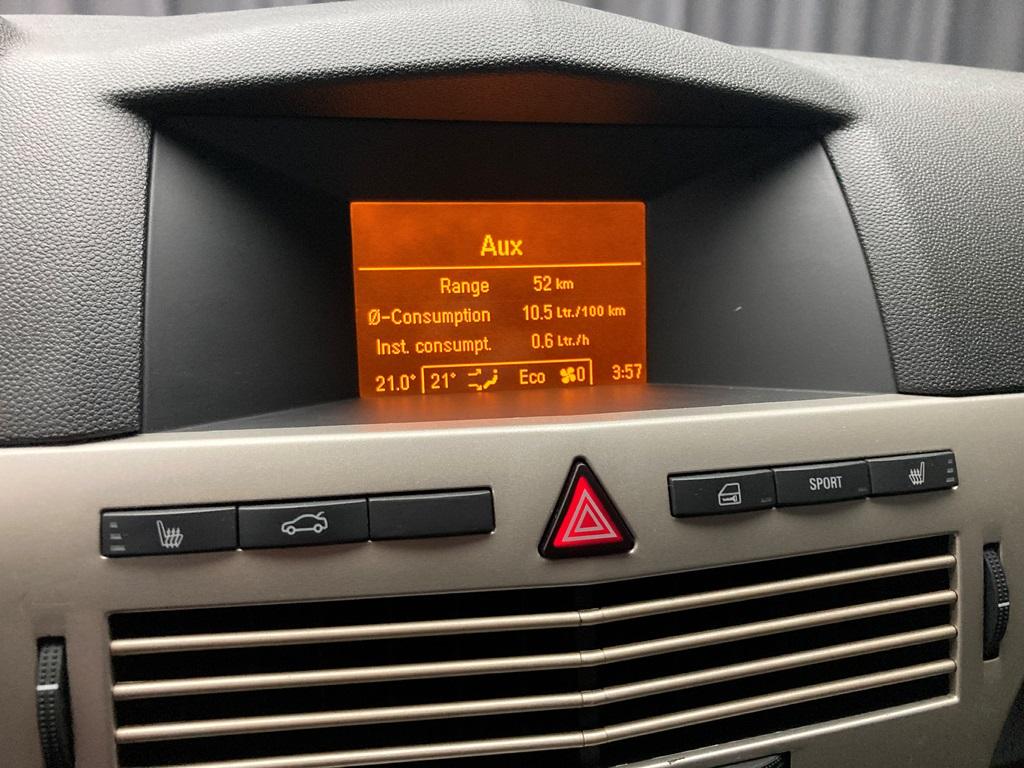 Aux
Range 52 km
Ø-Consumption 10.5 Ltr./100 km
Inst. consumpt. 0.6 Ltr./h
21.0° 21° Eco 0 3:57
SPORT